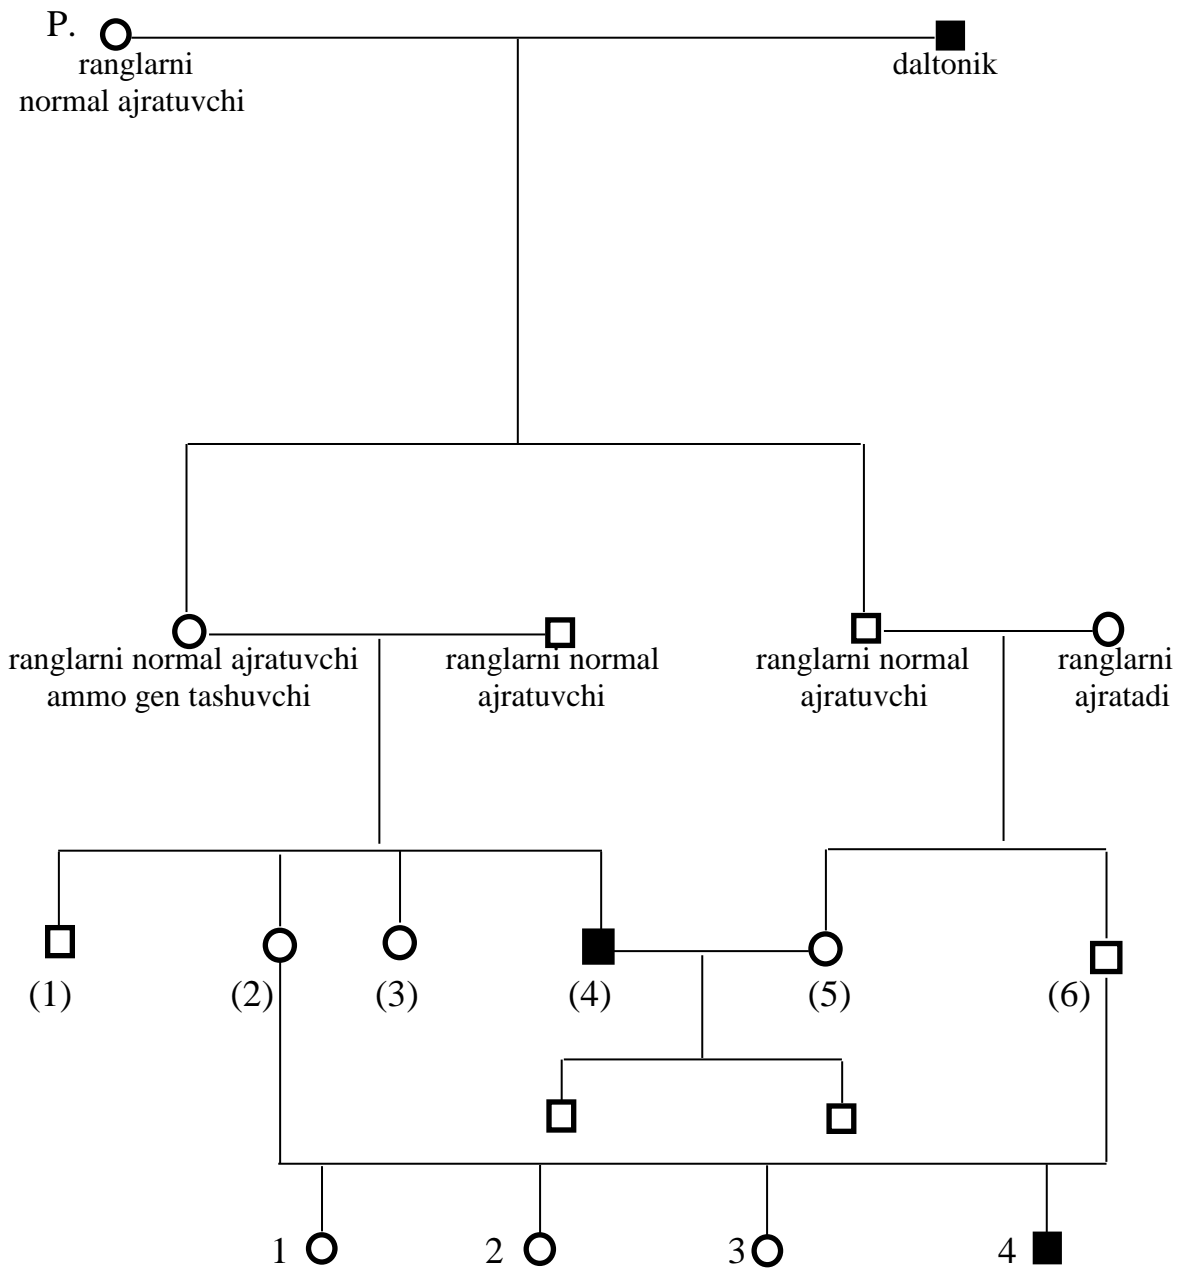 P.
ranglarni
normal ajratuvchi
daltonik
ranglarni normal ajratuvchi
ammo gen tashuvchi
ranglarni normal
ajratuvchi
ranglarni normal
ajratuvchi
ranglarni
ajratadi
(1)
(2)
(3)
(4)
(5)
(6)
1
2
3
4